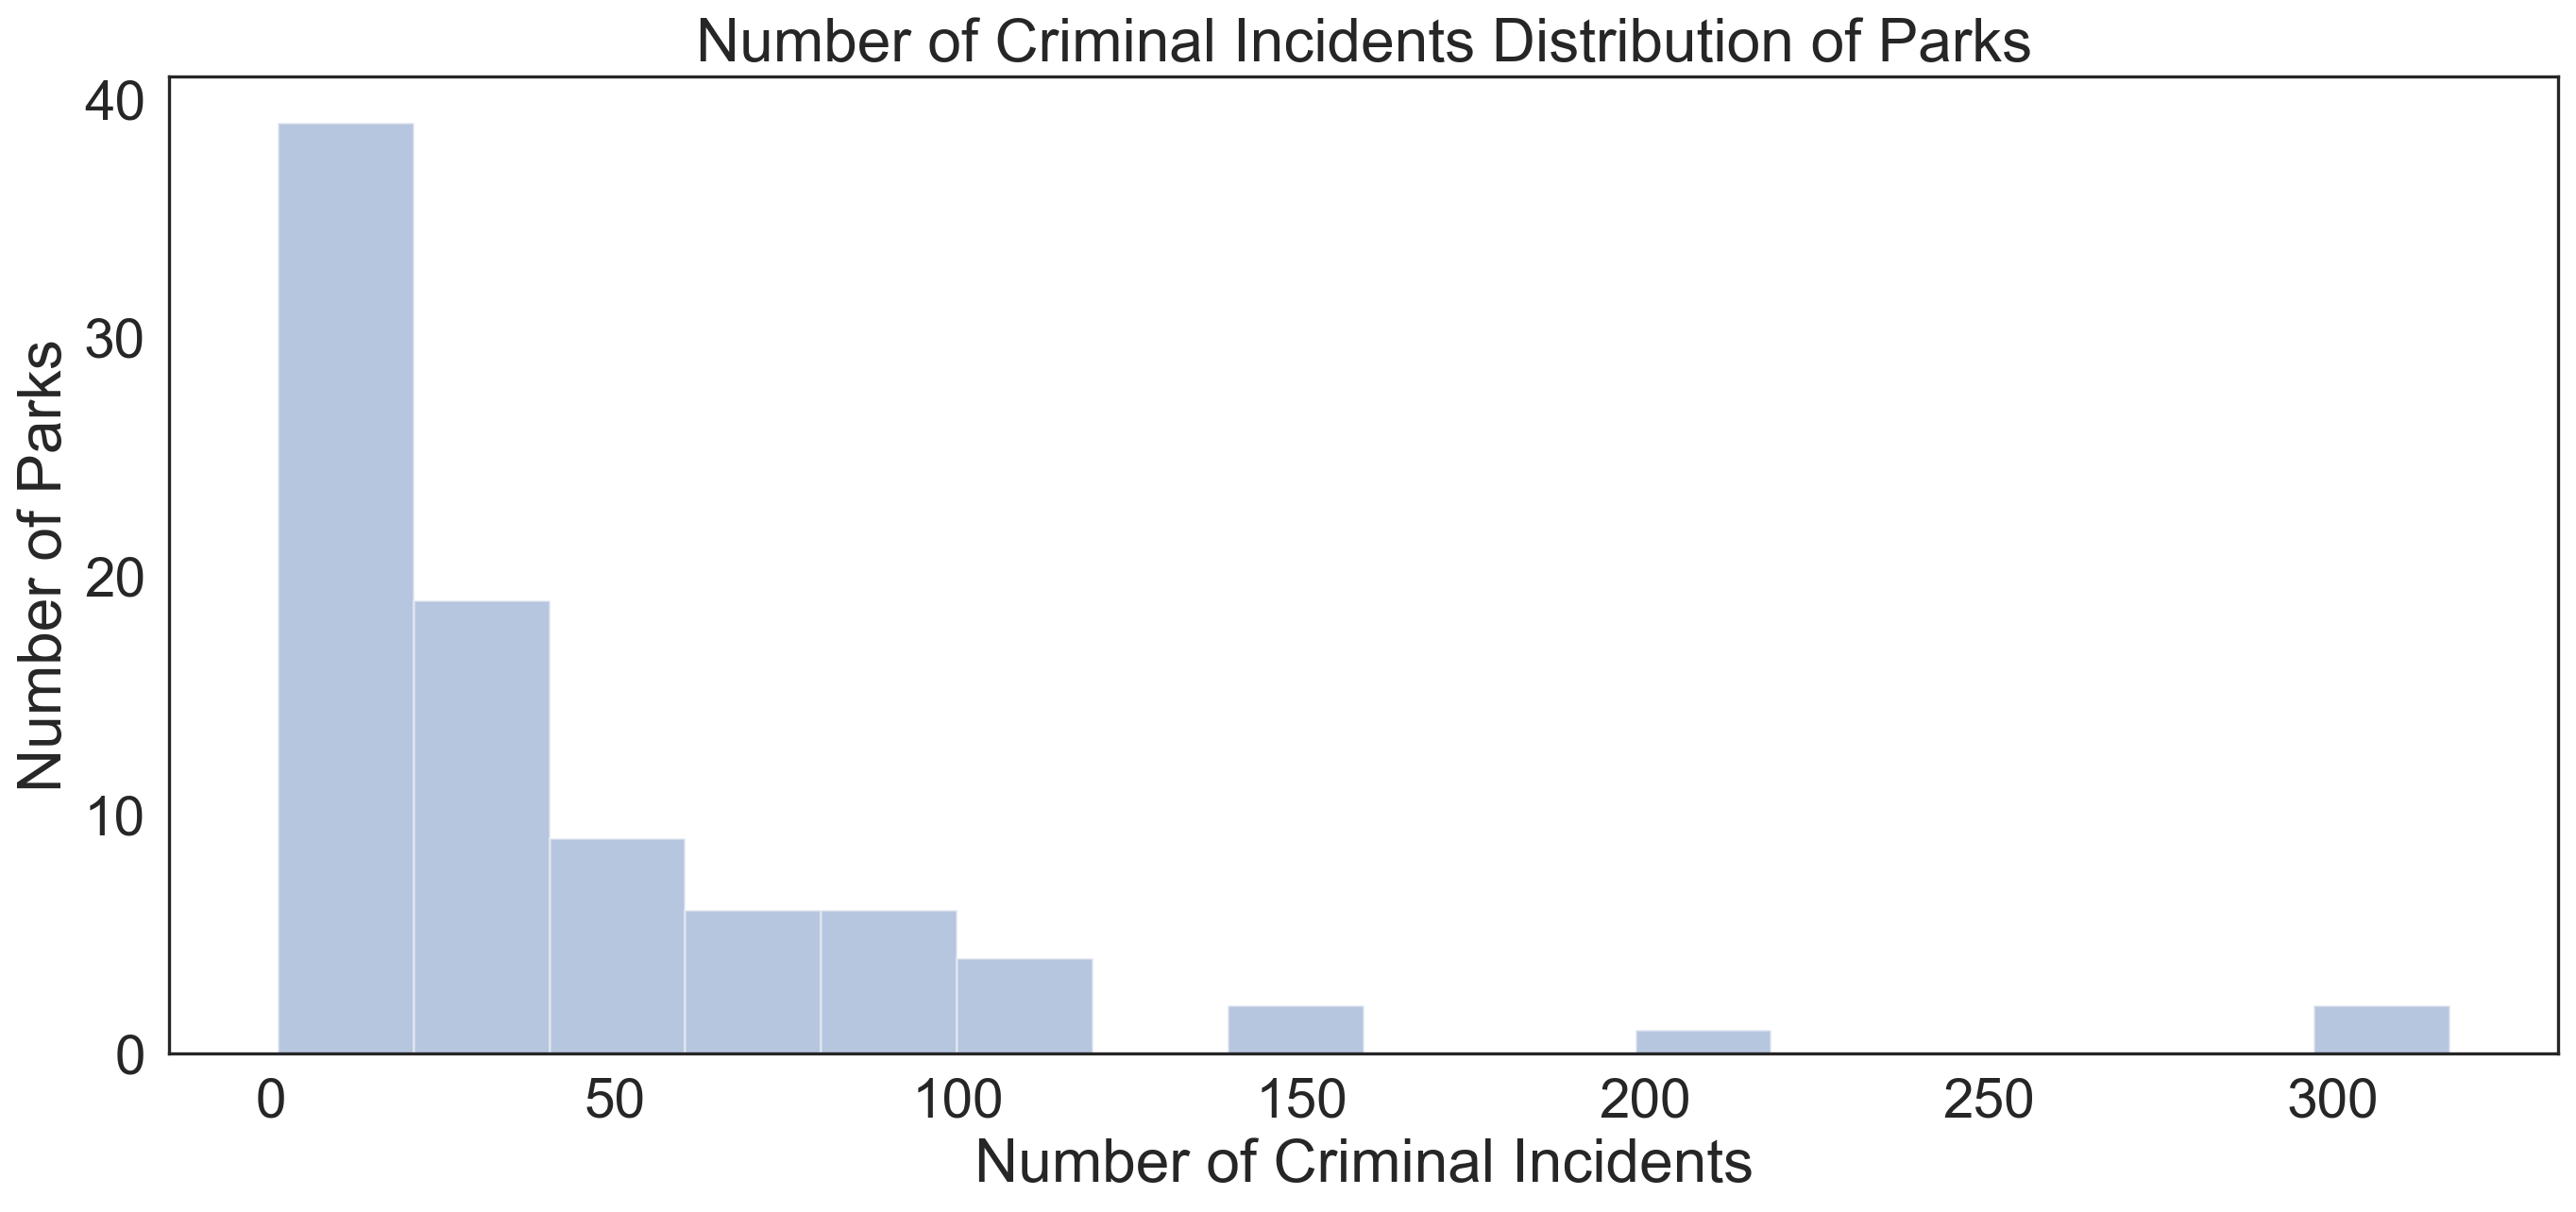 Number of Criminal Incidents Distribution of Parks
40
30
20
10
0
Number of Parks
0 50 100 150 200 250 300
Number of Criminal Incidents